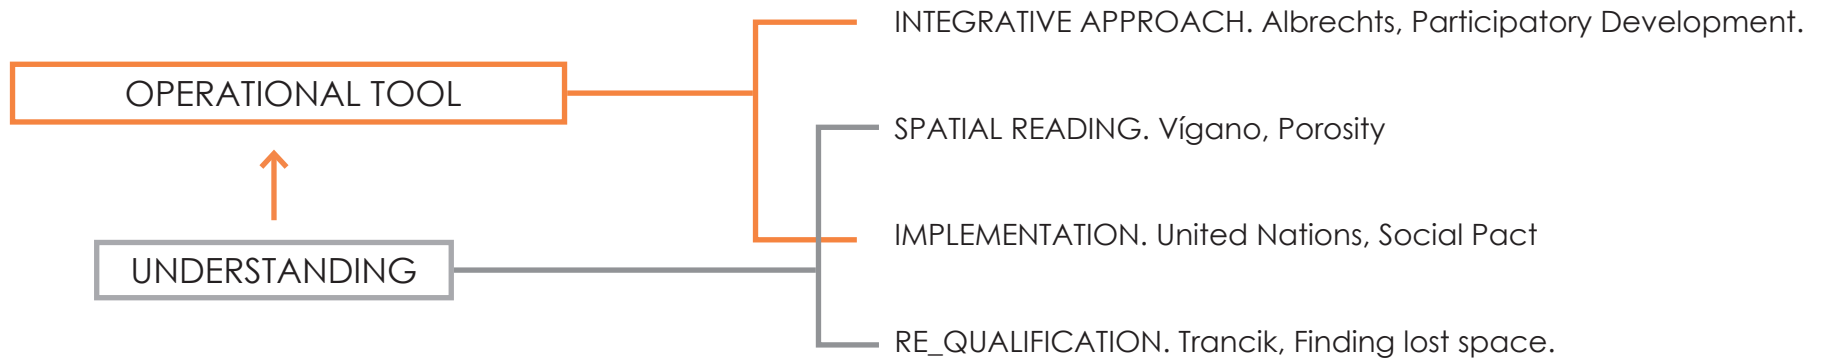 INTEGRATIVE APPROACH. Albrechts, Participatory Development.
OPERATIONAL TOOL
SPATIAL READING. Vígano, Porosity
IMPLEMENTATION. United Nations, Social Pact
UNDERSTANDING
RE_QUALIFICATION. Trancik, Finding lost space.